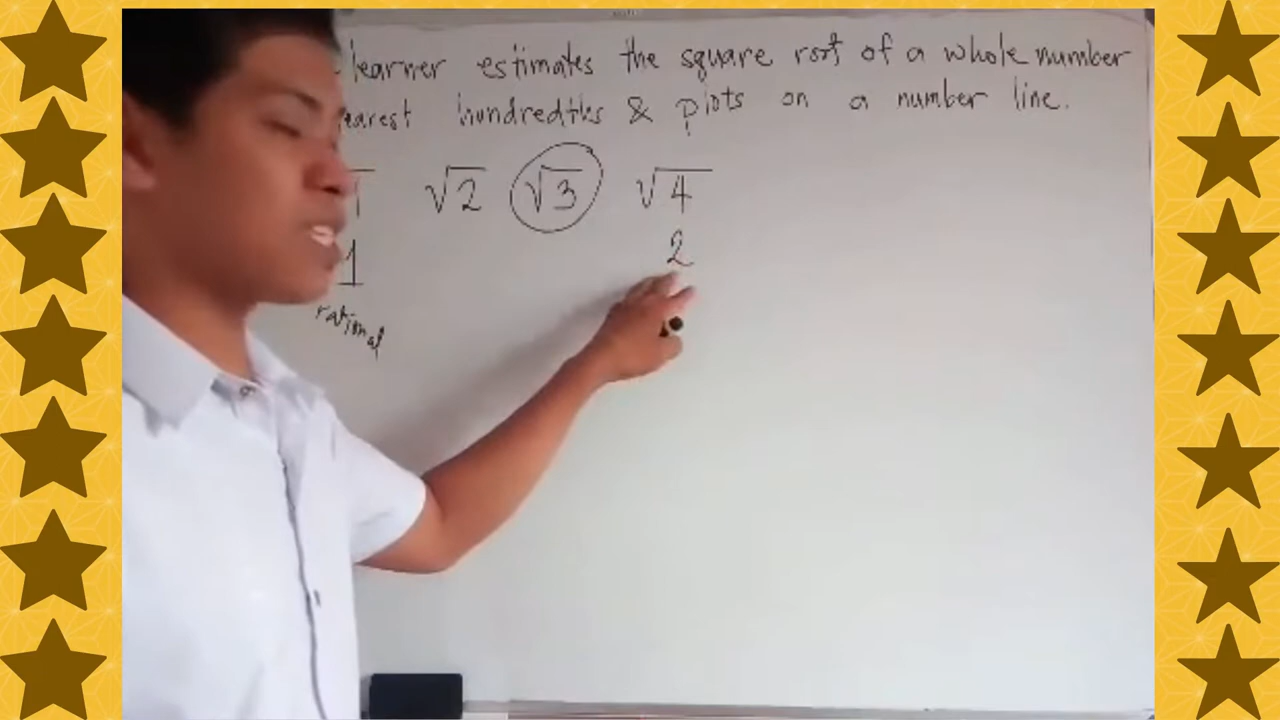 learner estimates the square root of a whole number
earest hundredths & plots on a number line.
√2 √3 √4
1 2
rational